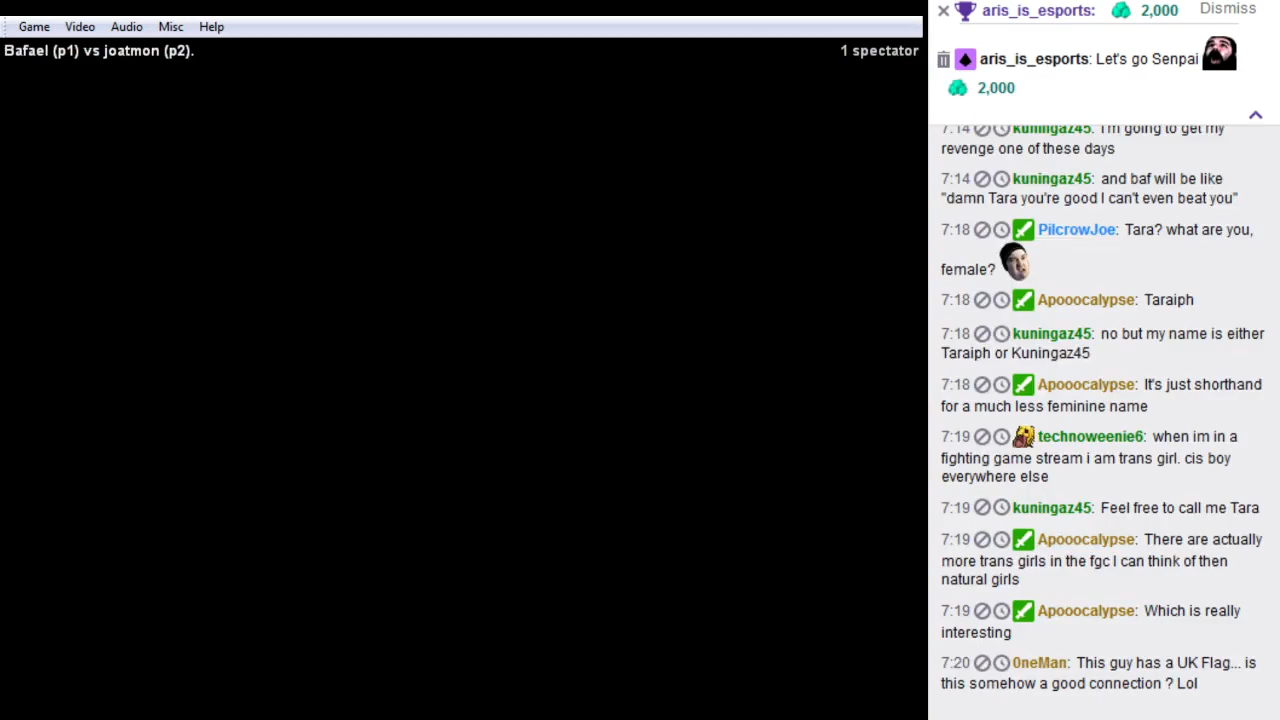 Game Video Audio Misc Help
Bafael (p1) vs joatmon (p2).
1 spectator
aris_is_esports: 2,000 Dismiss
aris_is_esports: Let's go Senpai
2,000
7:14 kuningaz45: I'm going to get my
revenge one of these days
7:14 kuningaz45: and baf will be like
"damn Tara you're good I can't even beat you"
7:18 PilcrowJoe: Tara? what are you,
female?
7:18 Apooocalypse: Taraiph
7:18 kuningaz45: no but my name is either
Taraiph or Kuningaz45
7:18 Apooocalypse: It's just shorthand
for a much less feminine name
7:19 technoweenie6: when im in a
fighting game stream i am trans girl. cis boy
everywhere else
7:19 kuningaz45: Feel free to call me Tara
7:19 Apooocalypse: There are actually
more trans girls in the fgc I can think of then
natural girls
7:19 Apooocalypse: Which is really
interesting
7:20 0neMan: This guy has a UK Flag... is
this somehow a good connection ? Lol